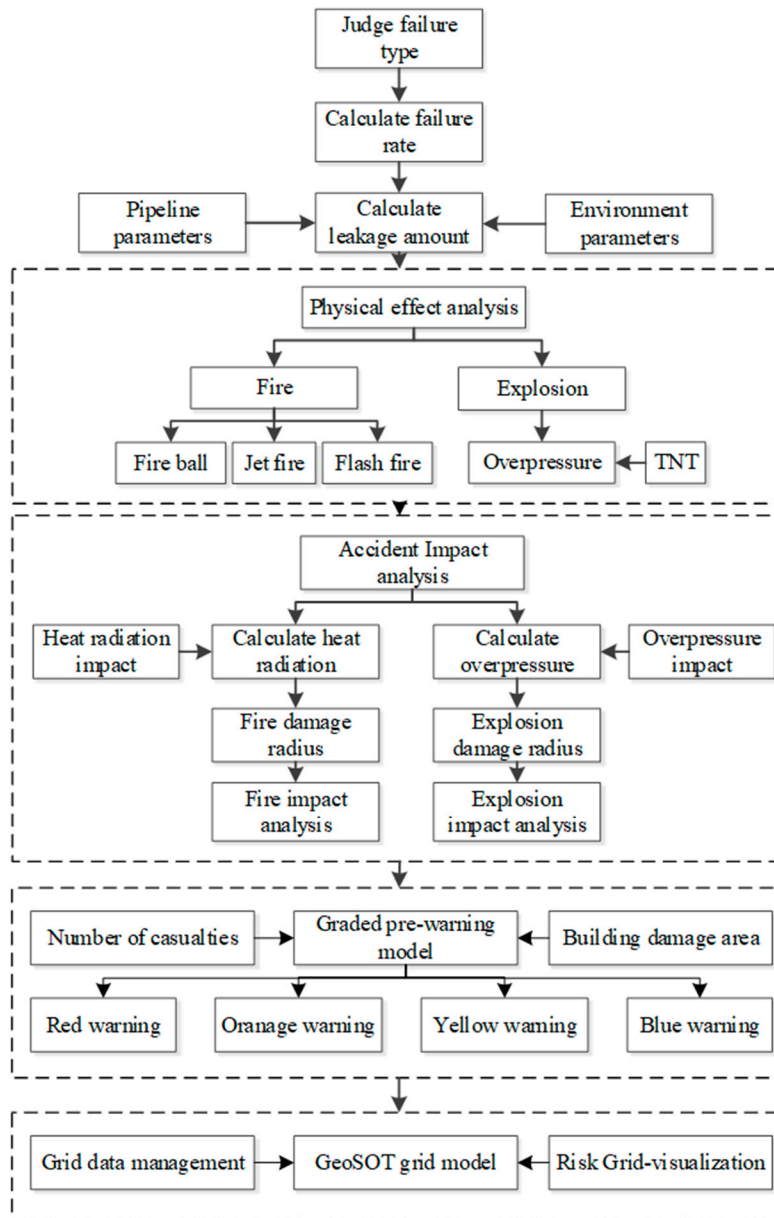 Judge failure
type
Calculate failure
rate
Pipeline
parameters
Calculate
leakage amount
Environment
parameters
Physical effect analysis
Fire
Explosion
Fire ball
Jet fire
Flash fire
Overpressure
TNT
Accident Impact
analysis
Heat radiation
impact
Calculate heat
radiation
Calculate
overpressure
Overpressure
impact
Fire damage
radius
Explosion
damage radius
Fire impact
analysis
Explosion
impact analysis
Number of casualties
Graded pre-warning
model
Building damage area
Red warning
Oranage warning
Yellow warning
Blue warning
Grid data management
GeoSOT grid model
Risk Grid-visualization